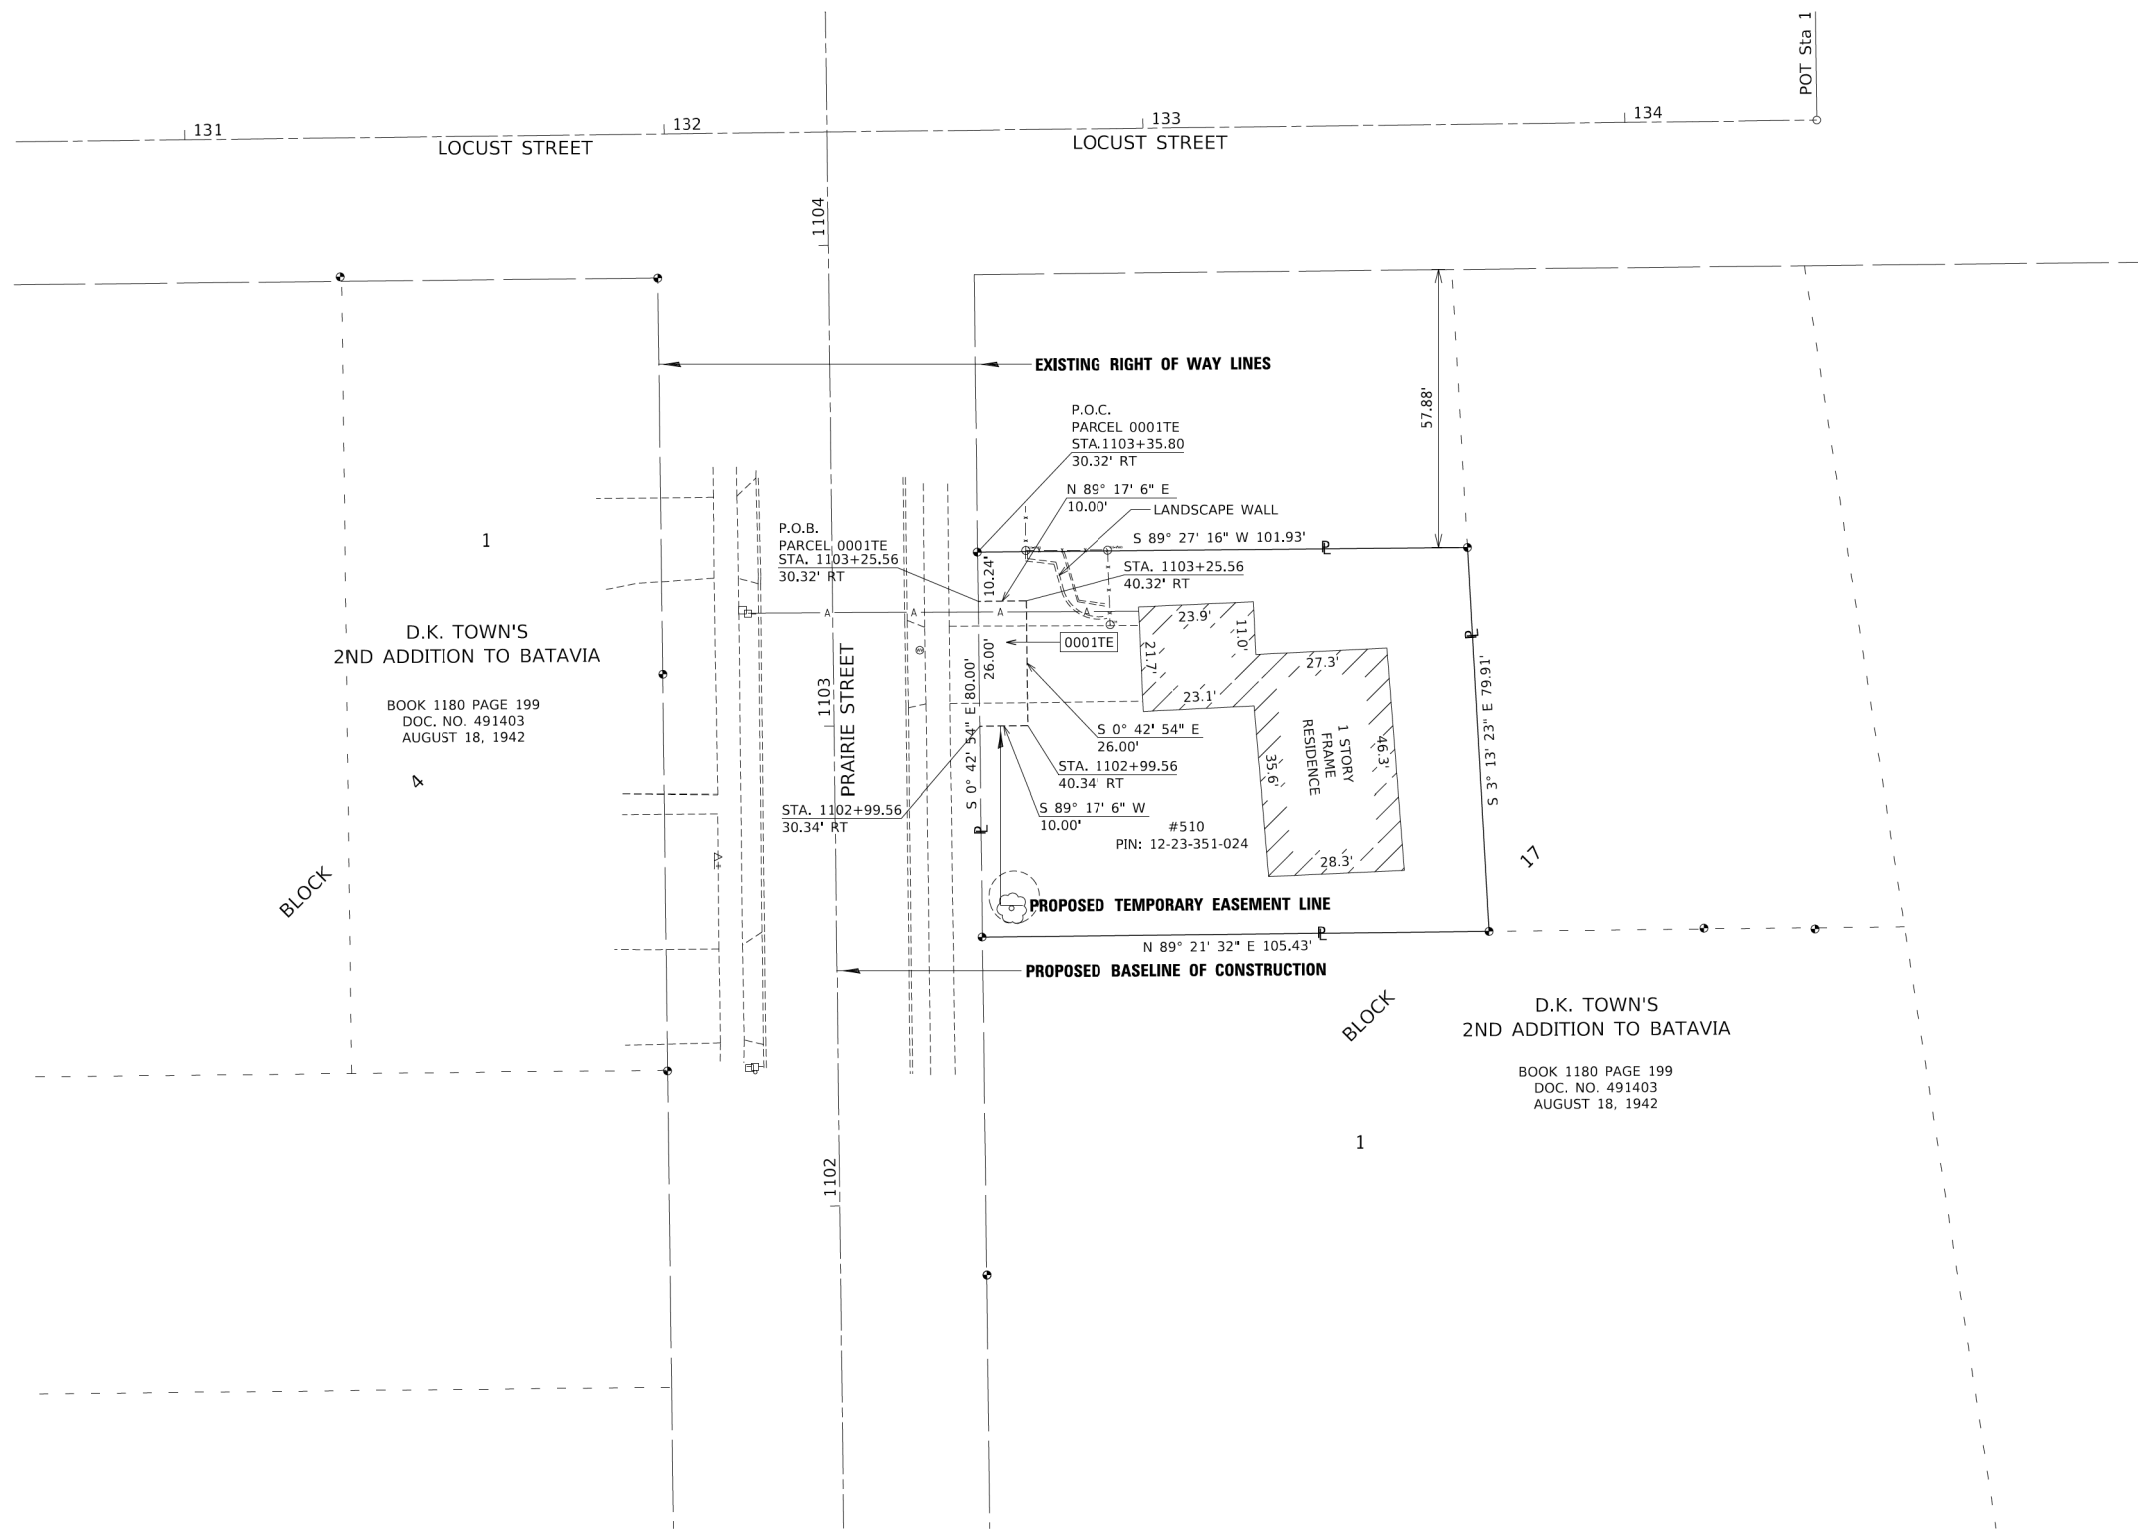 POT Sta 1
131
132
133
134
LOCUST STREET
LOCUST STREET
1104
EXISTING RIGHT OF WAY LINES
57.88'
P.O.C.
PARCEL 0001TE
STA.1103+35.80
30.32' RT
N 89° 17' 6" E
10.00'
LANDSCAPE WALL
S 89° 27' 16" W 101.93'
P.O.B.
PARCEL 0001TE
STA. 1103+25.56
30.32' RT
10.24'
STA. 1103+25.56
40.32' RT
1
D.K. TOWN'S
2ND ADDITION TO BATAVIA
BOOK 1180 PAGE 199
DOC. NO. 491403
AUGUST 18, 1942
4
BLOCK
A
A
A
A
23.9'
11.0'
0001TE
26.00'
21.7'
27.3'
23.1'
1103
PRAIRIE STREET
S 0° 42' 54" E 80.00'
S 0° 42' 54" E
26.00'
STA. 1102+99.56
40.34' RT
S 89° 17' 6" W
10.00'
STA. 1102+99.56
30.34' RT
35.6'
1 STORY
FRAME
RESIDENCE
46.3'
S 3° 13' 23" E 79.91'
#510
PIN: 12-23-351-024
28.3'
17
PROPOSED TEMPORARY EASEMENT LINE
N 89° 21' 32" E 105.43'
PROPOSED BASELINE OF CONSTRUCTION
BLOCK
D.K. TOWN'S
2ND ADDITION TO BATAVIA
BOOK 1180 PAGE 199
DOC. NO. 491403
AUGUST 18, 1942
1
1102